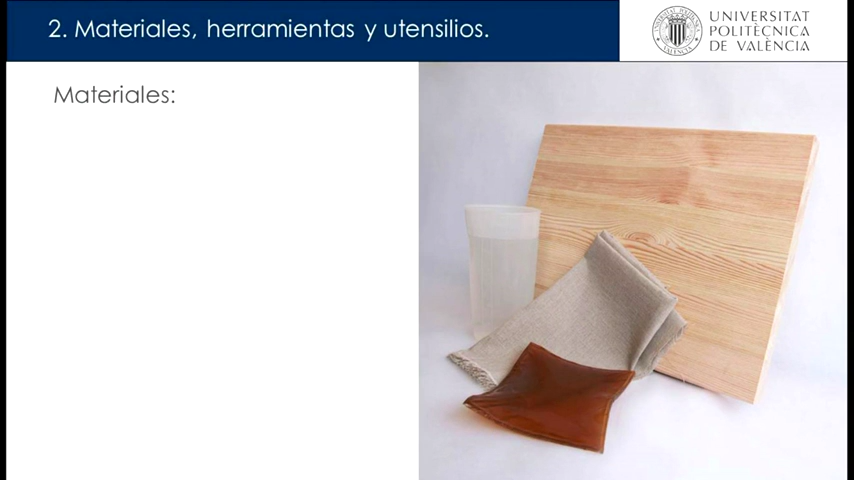 2. Materiales, herramientas y utensilios.
UNIVERSITAT
POLITÈCNICA
DE VALÈNCIA
Materiales: